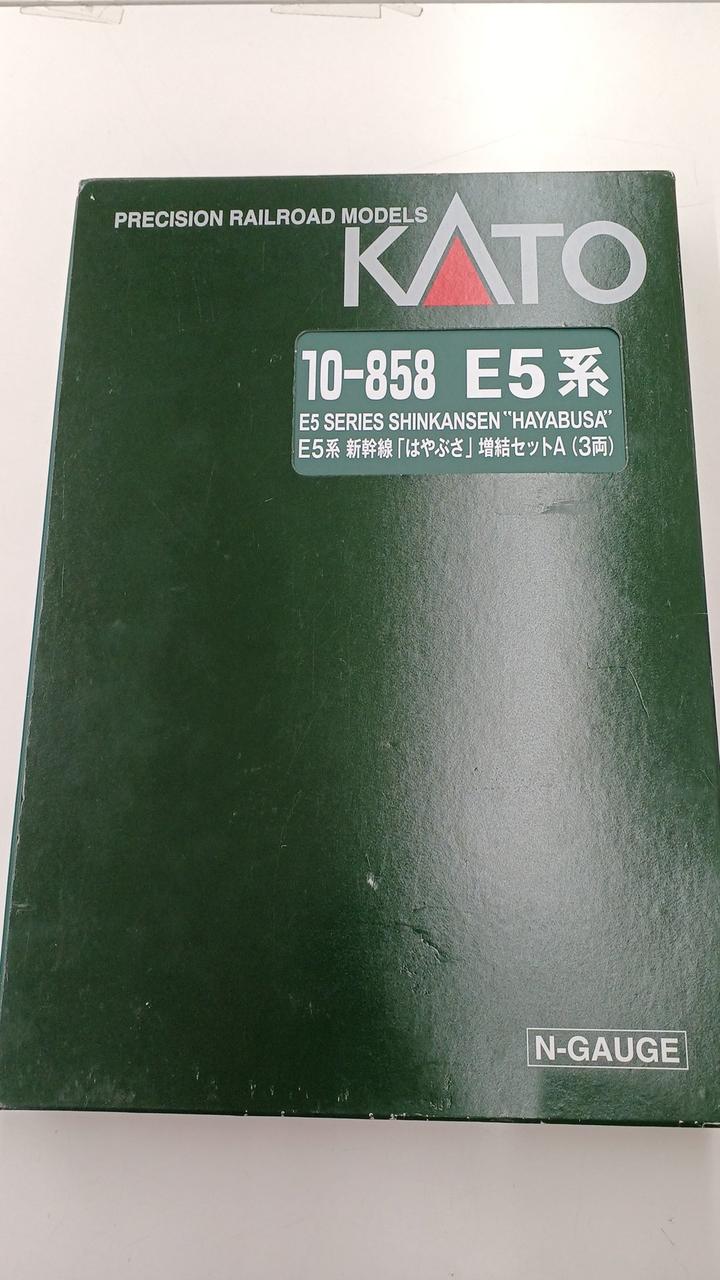 PRECISION RAILROAD MODELS
KATO
10-858 E5系
E5 SERIES SHINKANSEN "HAYABUSA"
E5系 新幹線「はやぶさ」増結セットA(3両)
N-GAUGE